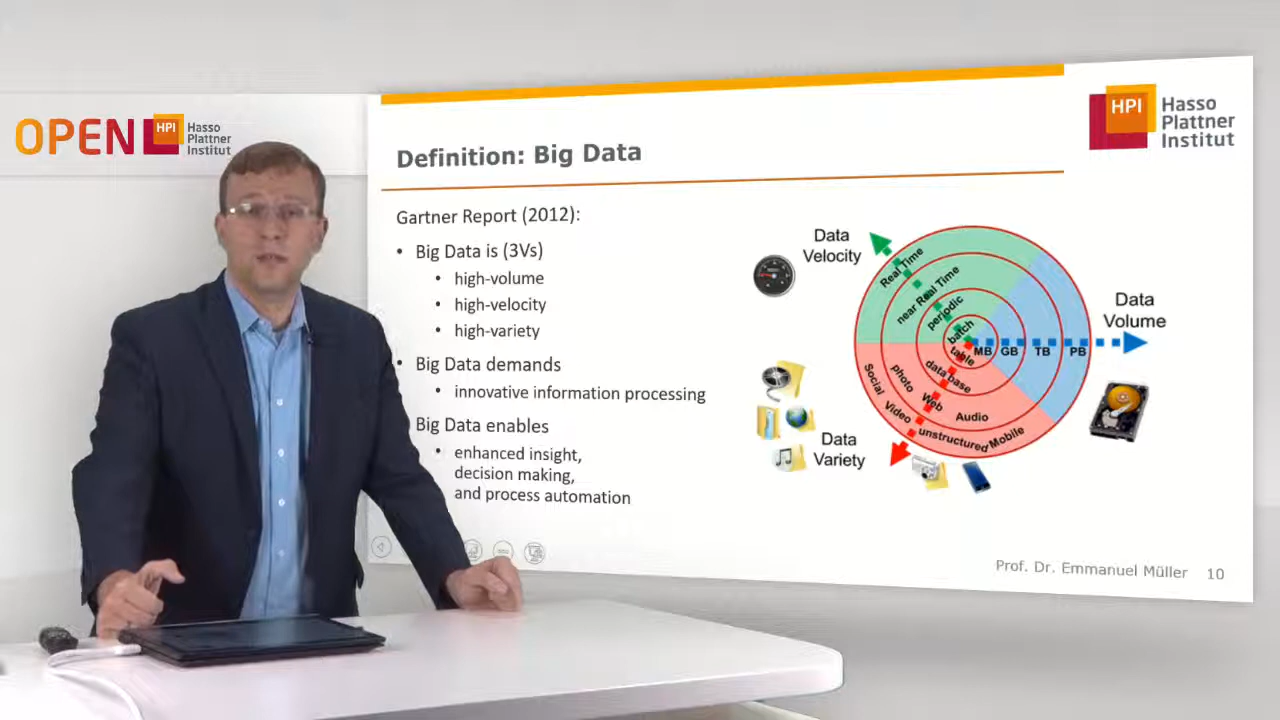 OPEN HPI Hasso
Plattner
Institut
HPI Hasso
Plattner
Institut
Definition: Big Data
Gartner Report (2012):
• Big Data is (3Vs)
• high-volume
• high-velocity
• high-variety
• Big Data demands
• innovative information processing
Big Data enables
• enhanced insight,
decision making,
and process automation
Data
Velocity
Real Time
near Real Time
periodic
batch
Data
Volume
MB GB TB PB
table
data base
photo
Web
Audio
Social
Video
unstructured
Mobile
Data
Variety
Prof. Dr. Emmanuel Müller 10